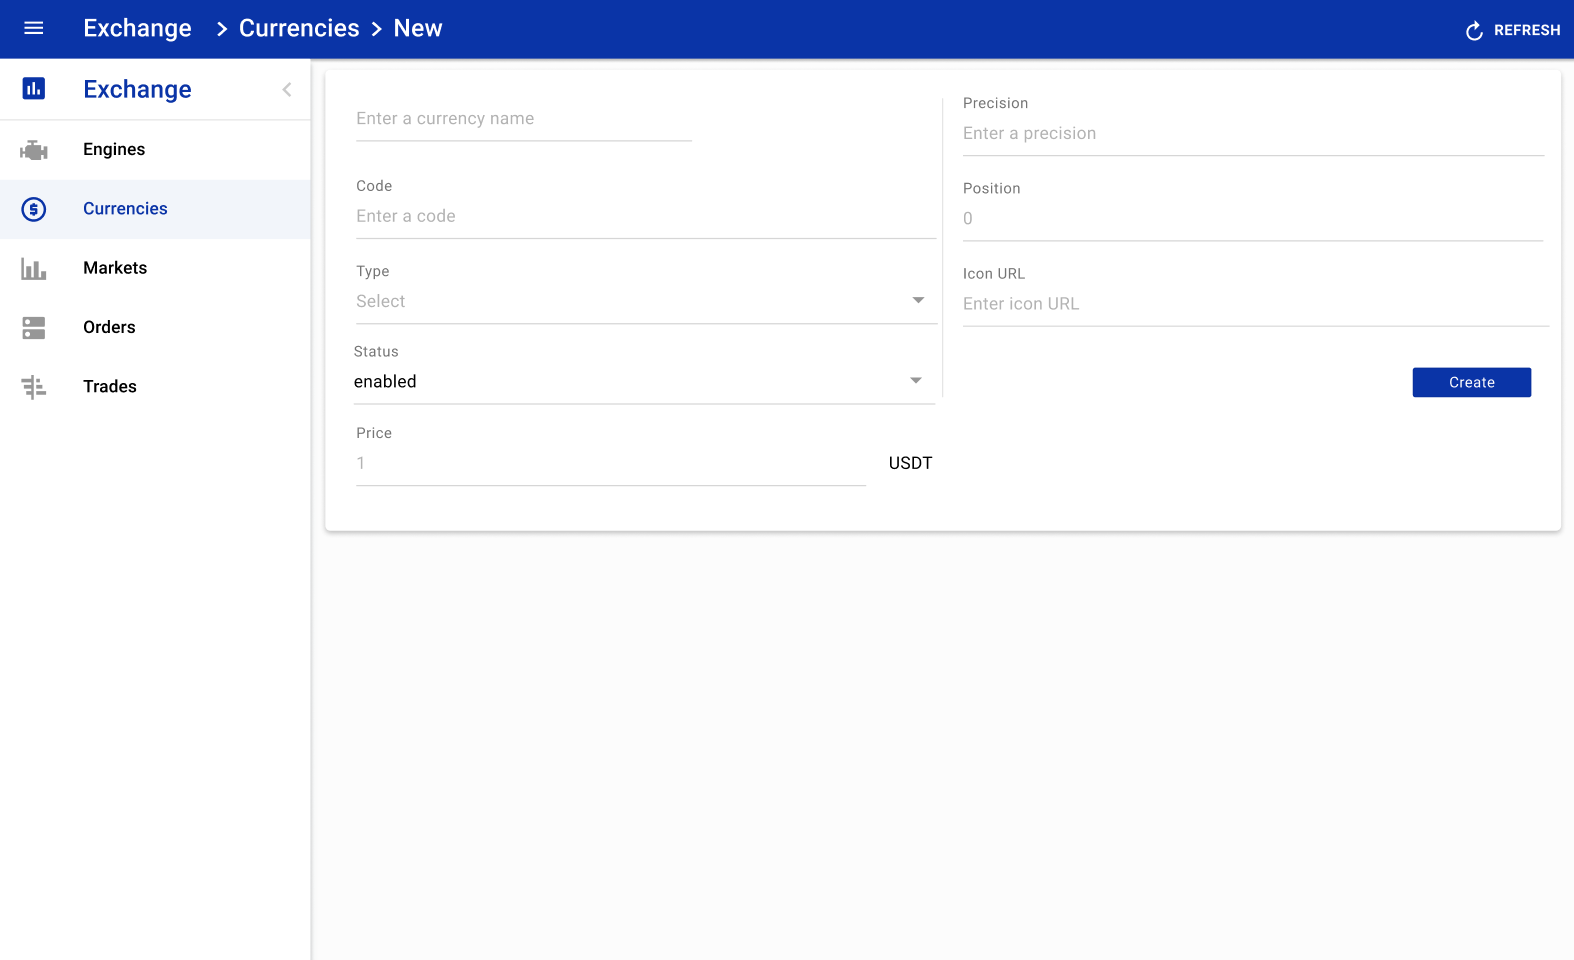 Exchange > Currencies > New
REFRESH
Exchange
Engines
Currencies
Markets
Orders
Trades
Enter a currency name
Code
Enter a code
Type
Select
Status
enabled
Price
1
USDT
Precision
Enter a precision
Position
0
Icon URL
Enter icon URL
Create